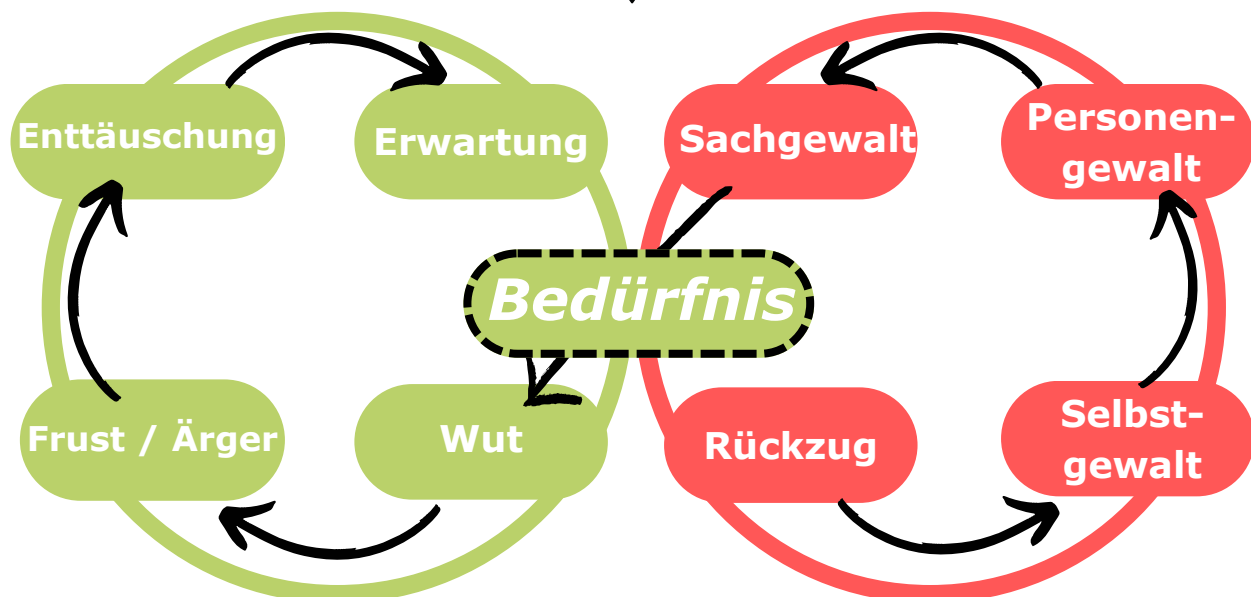 Enttäuschung
Erwartung
Sachgewalt
Personen-
gewalt
Bedürfnis
Frust / Ärger
Wut
Rückzug
Selbst-
gewalt